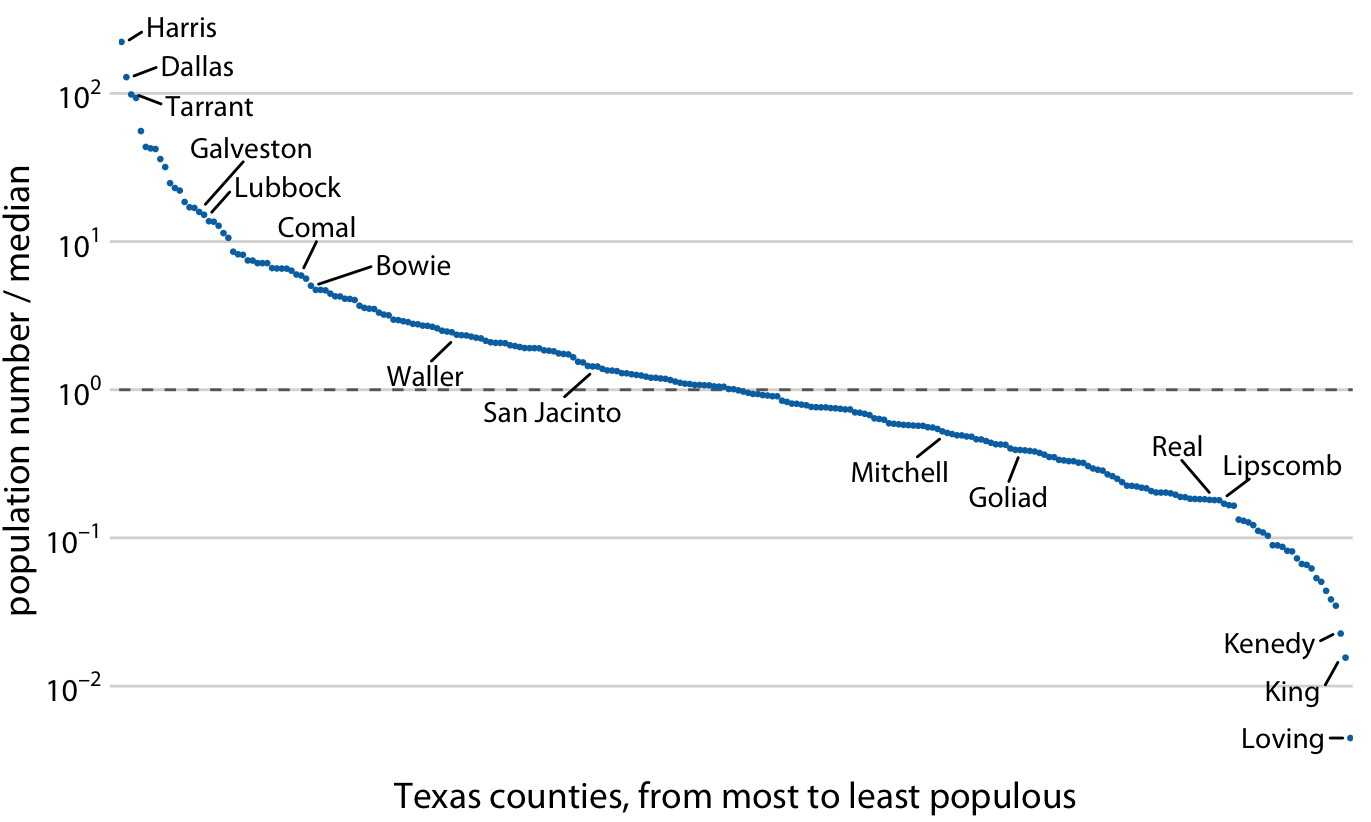 Harris
Dallas
10²
Tarrant
Galveston
Lubbock
Comal
10¹
Bowie
Waller
10⁰
San Jacinto
Mitchell
Goliad
Real
Lipscomb
10⁻¹
Kenedy
10⁻²
King
Loving
population number / median
Texas counties, from most to least populous